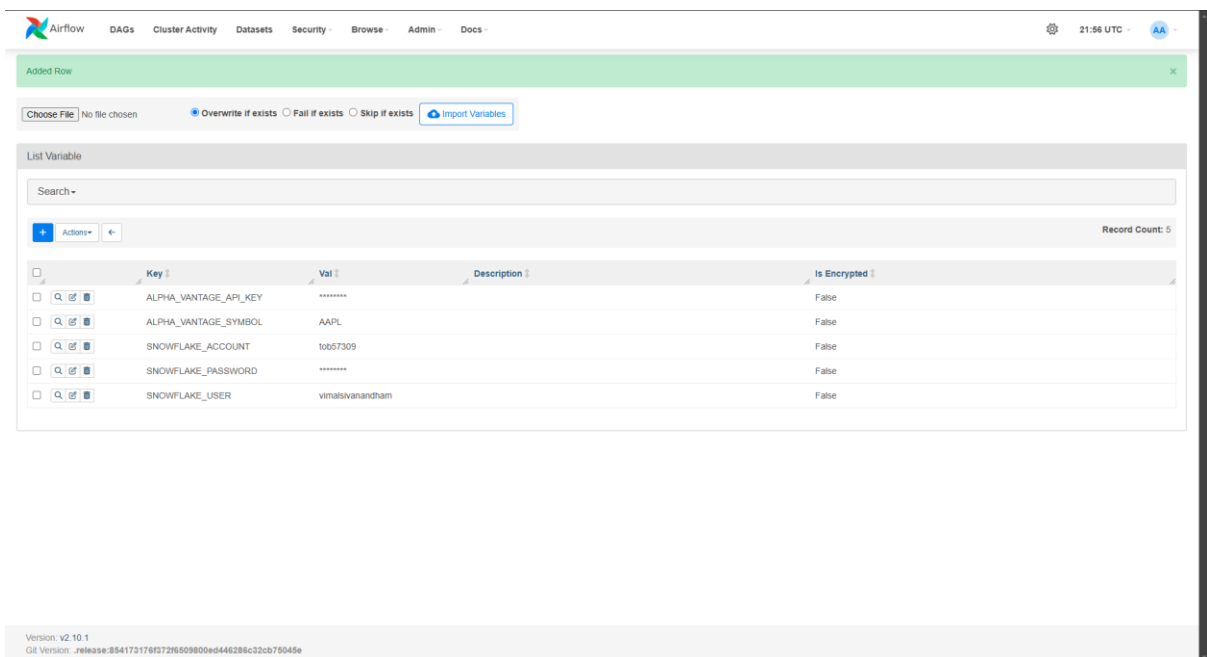 Airflow DAGs Cluster Activity Datasets Security Browse Admin Docs 21:56 UTC AA
Added Row ×
Choose File No file chosen Overwrite if exists Fail if exists Skip if exists Import Variables
List Variable
Search
+ Actions ← Record Count: 5
Key Val Description Is Encrypted
ALPHA_VANTAGE_API_KEY ******** False
ALPHA_VANTAGE_SYMBOL AAPL False
SNOWFLAKE_ACCOUNT tob57309 False
SNOWFLAKE_PASSWORD ******** False
SNOWFLAKE_USER vimalsivanandham False
Version: v2.10.1
Git Version: .release:854173176f372f6509800ed446286c32cb75045e